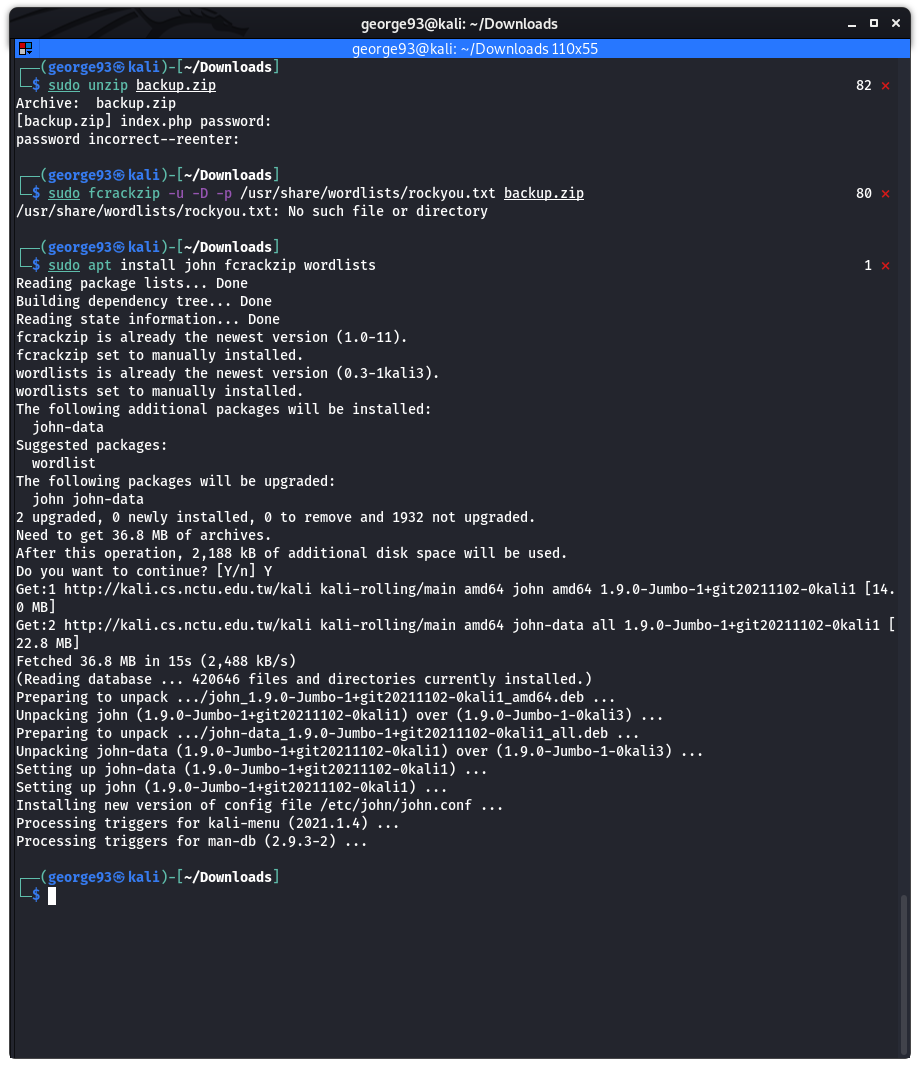 george93@kali: ~/Downloads
george93@kali: ~/Downloads 110x55
┌──(george93㉿kali)-[~/Downloads]
└─$ sudo unzip backup.zip 82 ⨯
Archive:  backup.zip
[backup.zip] index.php password:
password incorrect--reenter:
┌──(george93㉿kali)-[~/Downloads]
└─$ sudo fcrackzip -u -D -p /usr/share/wordlists/rockyou.txt backup.zip 80 ⨯
/usr/share/wordlists/rockyou.txt: No such file or directory
┌──(george93㉿kali)-[~/Downloads]
└─$ sudo apt install john fcrackzip wordlists 1 ⨯
Reading package lists... Done
Building dependency tree... Done
Reading state information... Done
fcrackzip is already the newest version (1.0-11).
fcrackzip set to manually installed.
wordlists is already the newest version (0.3-1kali3).
wordlists set to manually installed.
The following additional packages will be installed:
  john-data
Suggested packages:
  wordlist
The following packages will be upgraded:
  john john-data
2 upgraded, 0 newly installed, 0 to remove and 1932 not upgraded.
Need to get 36.8 MB of archives.
After this operation, 2,188 kB of additional disk space will be used.
Do you want to continue? [Y/n] Y
Get:1 http://kali.cs.nctu.edu.tw/kali kali-rolling/main amd64 john amd64 1.9.0-Jumbo-1+git20211102-0kali1 [14.
0 MB]
Get:2 http://kali.cs.nctu.edu.tw/kali kali-rolling/main amd64 john-data all 1.9.0-Jumbo-1+git20211102-0kali1 [
22.8 MB]
Fetched 36.8 MB in 15s (2,488 kB/s)
(Reading database ... 420646 files and directories currently installed.)
Preparing to unpack .../john_1.9.0-Jumbo-1+git20211102-0kali1_amd64.deb ...
Unpacking john (1.9.0-Jumbo-1+git20211102-0kali1) over (1.9.0-Jumbo-1-0kali3) ...
Preparing to unpack .../john-data_1.9.0-Jumbo-1+git20211102-0kali1_all.deb ...
Unpacking john-data (1.9.0-Jumbo-1+git20211102-0kali1) over (1.9.0-Jumbo-1-0kali3) ...
Setting up john-data (1.9.0-Jumbo-1+git20211102-0kali1) ...
Setting up john (1.9.0-Jumbo-1+git20211102-0kali1) ...
Installing new version of config file /etc/john/john.conf ...
Processing triggers for kali-menu (2021.1.4) ...
Processing triggers for man-db (2.9.3-2) ...
┌──(george93㉿kali)-[~/Downloads]
└─$